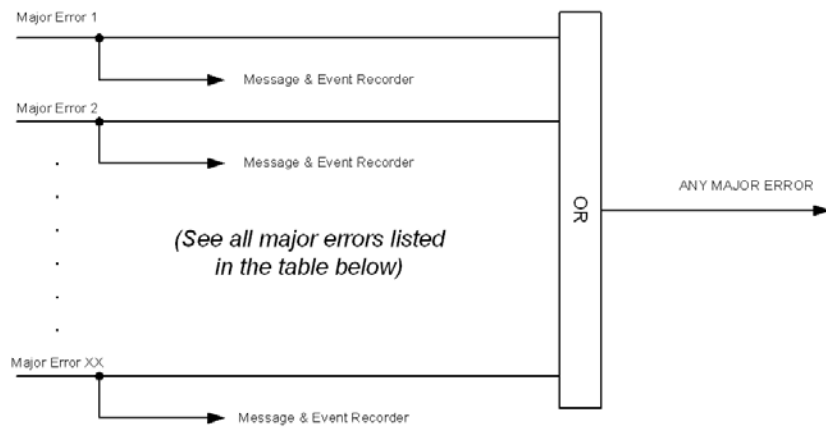 Major Error 1
Message & Event Recorder
Major Error 2
Message & Event Recorder
ANY MAJOR ERROR
OR
(See all major errors listed
in the table below)
Major Error XX
Message & Event Recorder